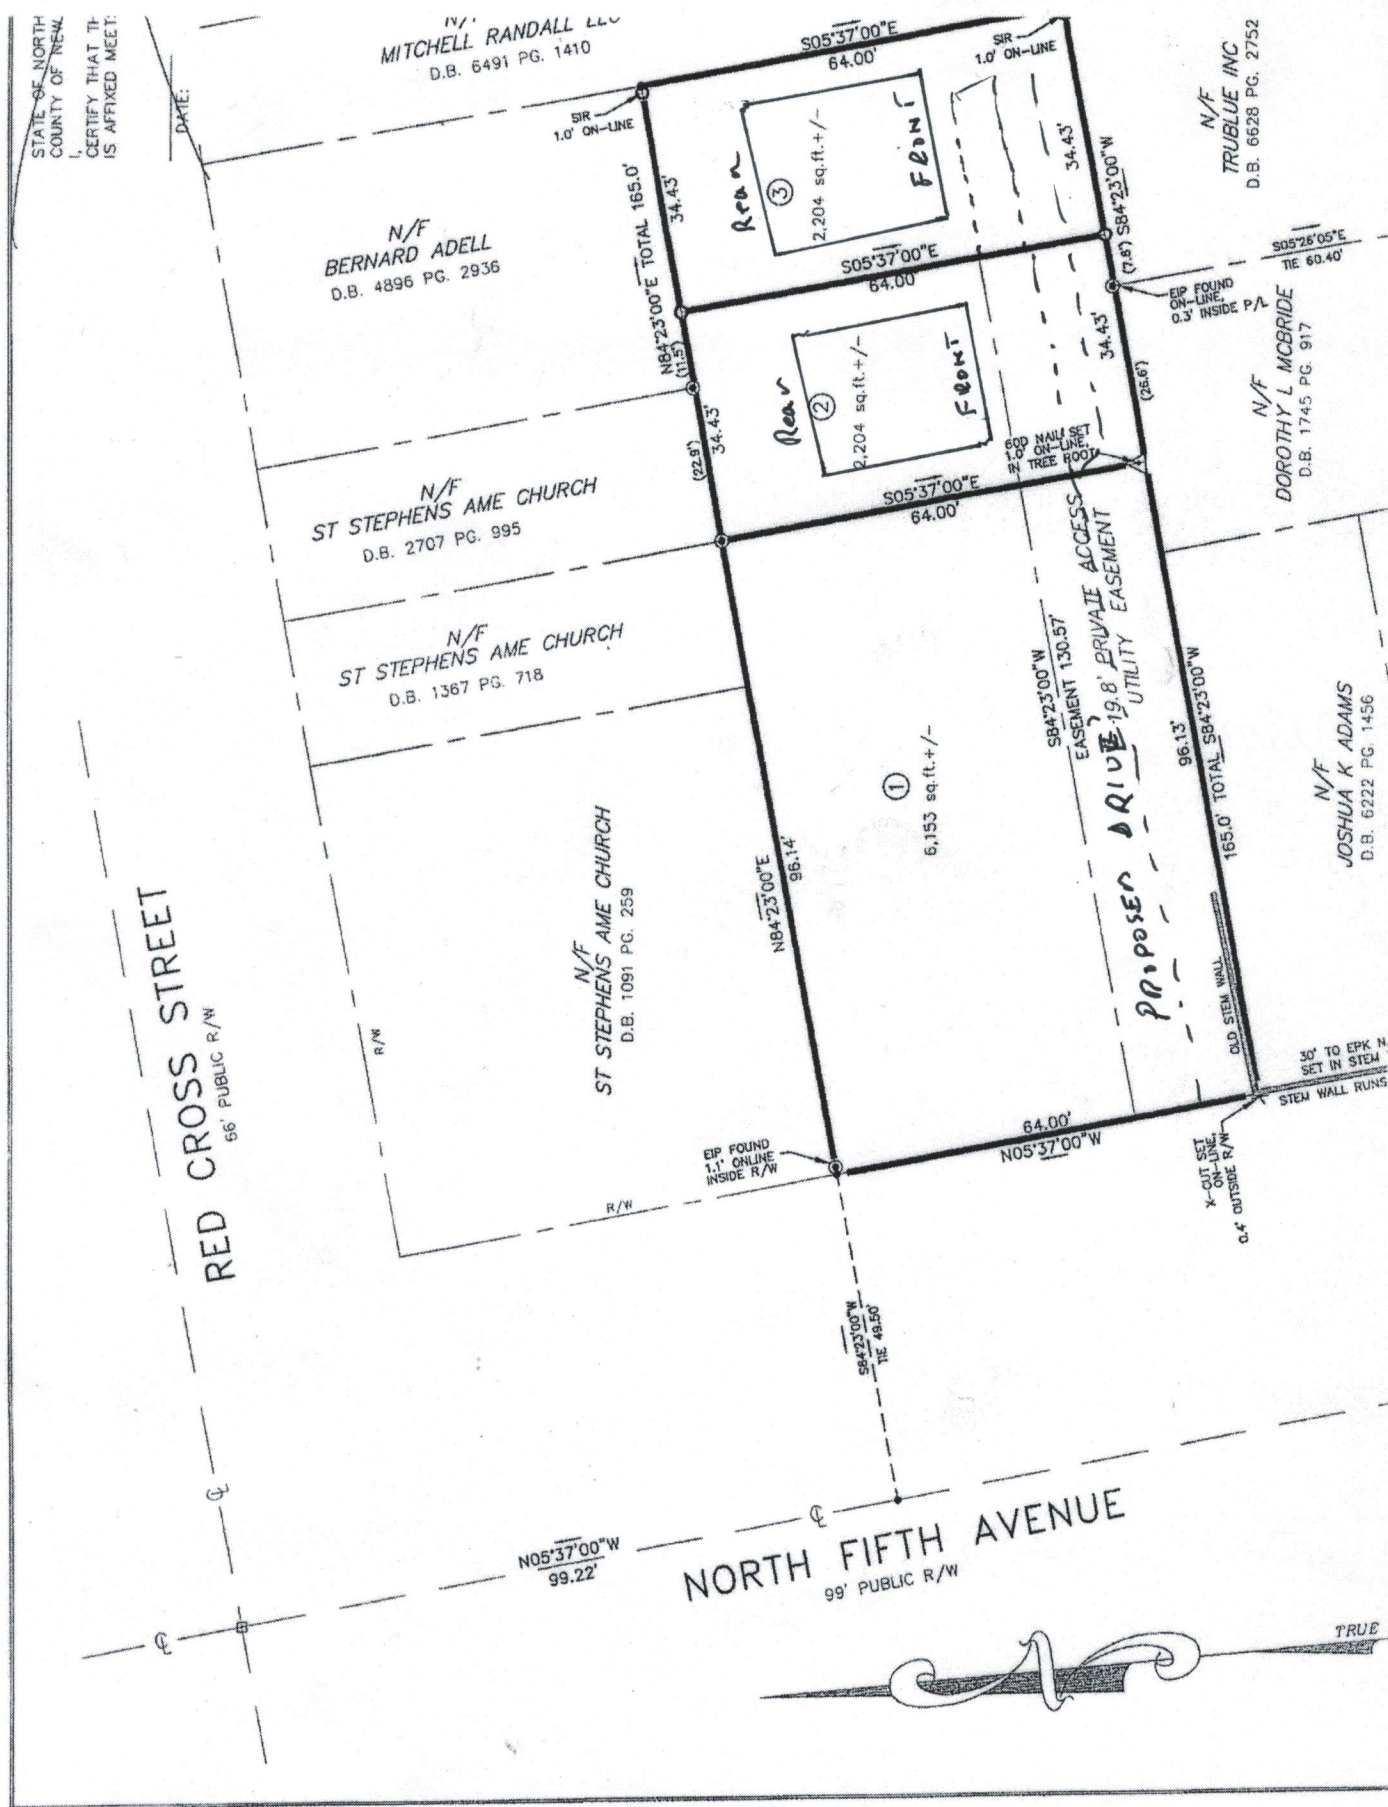 STATE OF NORTH
COUNTY OF NEW
I,
CERTIFY THAT TH
IS AFFIXED MEET
DATE:
N/F
MITCHELL RANDALL LLC
D.B. 6491 PG. 1410
S05°37'00"E
64.00'
SIR
1.0' ON-LINE
N/F
TRUBLUE INC
D.B. 6628 PG. 2752
SIR
1.0' ON-LINE
N/F
BERNARD ADELL
D.B. 4896 PG. 2936
N84°23'00"E TOTAL 165.0'
34.43'
(11.5')
Rear
3
2,204 sq.ft.+/-
FRONT
34.43'
(7.8') S84°23'00"W
S05°37'00"E
64.00'
S05°26'05"E
TIE 60.40'
EIP FOUND
ON-LINE,
0.3' INSIDE P/L
34.43'
(22.9')
Rear
2
2,204 sq.ft.+/-
FRONT
34.43'
(26.6')
N/F
DOROTHY L MCBRIDE
D.B. 1745 PG. 917
60D NAIL SET
1.0' ON-LINE,
IN TREE ROOT
N/F
ST STEPHENS AME CHURCH
D.B. 2707 PG. 995
S05°37'00"E
64.00'
N/F
ST STEPHENS AME CHURCH
D.B. 1367 PG. 718
S84°23'00"W
EASEMENT 130.57'
19.8' PRIVATE ACCESS
UTILITY EASEMENT
PROPOSED DRIVE
1
6,153 sq.ft.+/-
N84°23'00"E
96.14'
96.13'
165.0' TOTAL S84°23'00"W
N/F
JOSHUA K ADAMS
D.B. 6222 PG. 1456
N/F
ST STEPHENS AME CHURCH
D.B. 1091 PG. 259
RED CROSS STREET
66' PUBLIC R/W
R/W
OLD STEM WALL
30' TO EPK N
SET IN STEM
STEM WALL RUNS
EIP FOUND
1.1' ONLINE
INSIDE R/W
64.00'
N05°37'00"W
X-CUT SET
ON-LINE,
0.4' OUTSIDE R/W
R/W
S84°23'00"W
TIE 49.50'
N05°37'00"W
99.22'
NORTH FIFTH AVENUE
99' PUBLIC R/W
N
TRUE